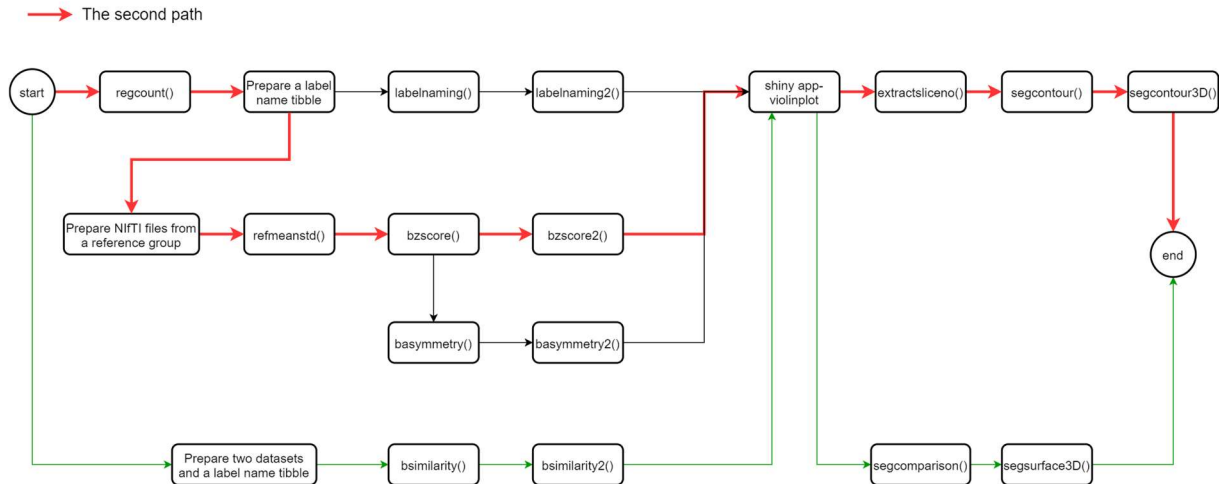 The second path
start
regcount()
Prepare a label
name tibble
labelnaming()
labelnaming2()
shiny app-
violinplot
extractsliceno()
segcontour()
segcontour3D()
Prepare NIfTI files from
a reference group
refmeanstd()
bzscore()
bzscore2()
end
basymmetry()
basymmetry2()
Prepare two datasets
and a label name tibble
bsimilarity()
bsimilarity2()
segcomparison()
segsurface3D()